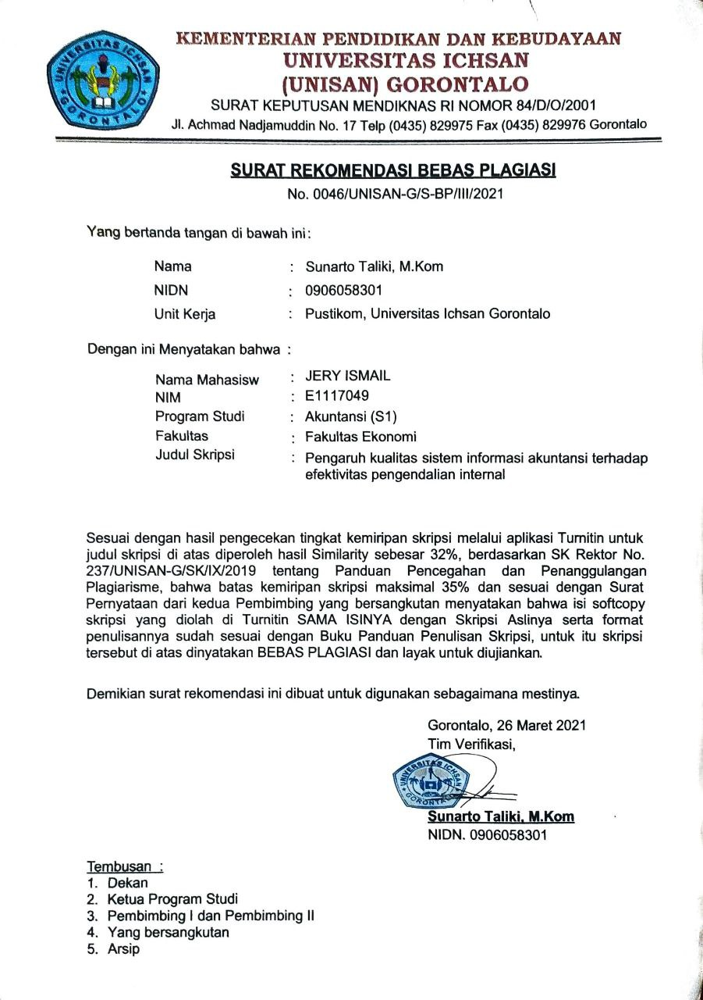 UNIVERSITAS ICHSAN
GORONTALO
KEMENTERIAN PENDIDIKAN DAN KEBUDAYAAN
UNIVERSITAS ICHSAN
(UNISAN) GORONTALO
SURAT KEPUTUSAN MENDIKNAS RI NOMOR 84/D/O/2001
Jl. Achmad Nadjamuddin No. 17 Telp (0435) 829975 Fax (0435) 829976 Gorontalo
SURAT REKOMENDASI BEBAS PLAGIASI
No. 0046/UNISAN-G/S-BP/III/2021
Yang bertanda tangan di bawah ini :
Nama : Sunarto Taliki, M.Kom
NIDN : 0906058301
Unit Kerja : Pustikom, Universitas Ichsan Gorontalo
Dengan ini Menyatakan bahwa :
Nama Mahasisw : JERY ISMAIL
NIM : E1117049
Program Studi : Akuntansi (S1)
Fakultas : Fakultas Ekonomi
Judul Skripsi : Pengaruh kualitas sistem informasi akuntansi terhadap
efektivitas pengendalian internal
Sesuai dengan hasil pengecekan tingkat kemiripan skripsi melalui aplikasi Turnitin untuk
judul skripsi di atas diperoleh hasil Similarity sebesar 32%, berdasarkan SK Rektor No.
237/UNISAN-G/SK/IX/2019 tentang Panduan Pencegahan dan Penanggulangan
Plagiarisme, bahwa batas kemiripan skripsi maksimal 35% dan sesuai dengan Surat
Pernyataan dari kedua Pembimbing yang bersangkutan menyatakan bahwa isi softcopy
skripsi yang diolah di Turnitin SAMA ISINYA dengan Skripsi Aslinya serta format
penulisannya sudah sesuai dengan Buku Panduan Penulisan Skripsi, untuk itu skripsi
tersebut di atas dinyatakan BEBAS PLAGIASI dan layak untuk diujiankan.
Demikian surat rekomendasi ini dibuat untuk digunakan sebagaimana mestinya.
Gorontalo, 26 Maret 2021
Tim Verifikasi,
UNIVERSITAS ICHSAN
GORONTALO
Sunarto Taliki, M.Kom
NIDN. 0906058301
Tembusan :
1. Dekan
2. Ketua Program Studi
3. Pembimbing I dan Pembimbing II
4. Yang bersangkutan
5. Arsip